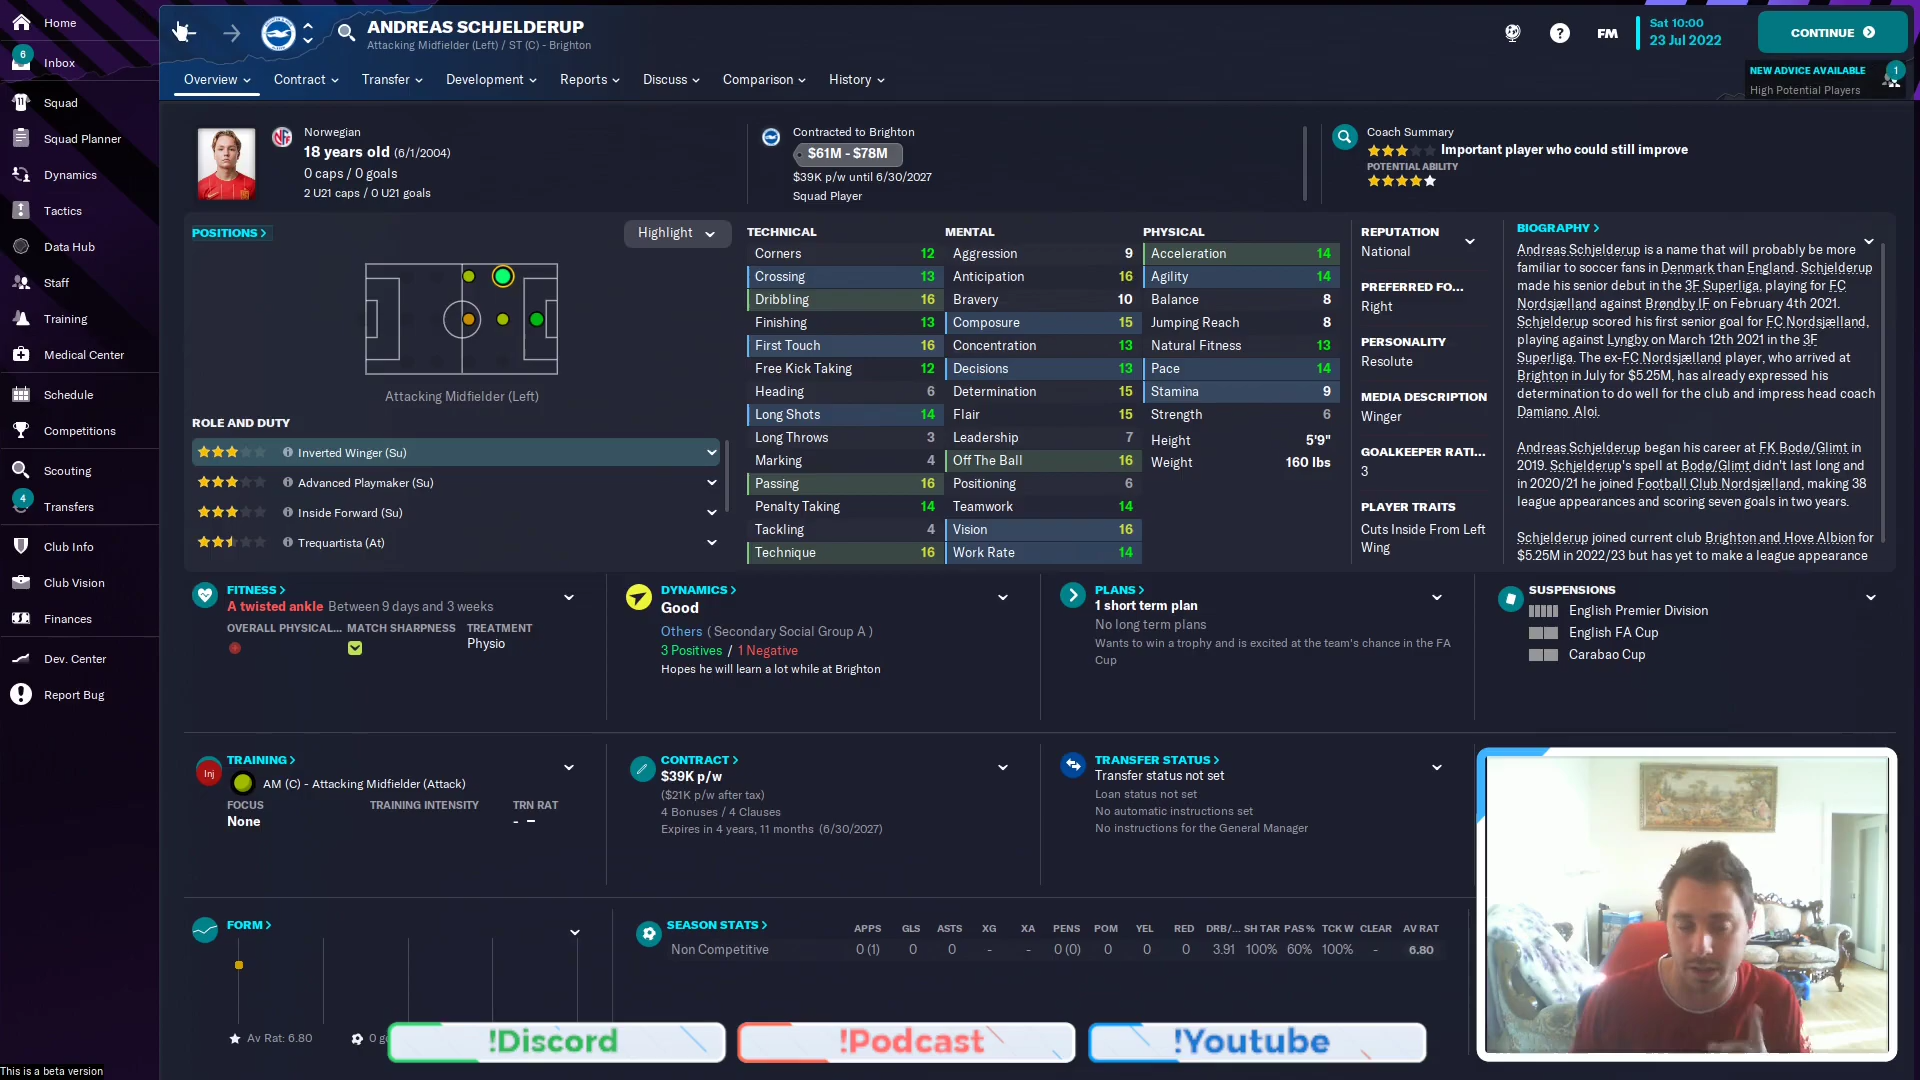 Home
6
Inbox
Squad
Squad Planner
Dynamics
Tactics
Data Hub
Staff
Training
Medical Center
Schedule
Competitions
Scouting
4
Transfers
Club Info
Club Vision
Finances
Dev. Center
Report Bug
This is a beta version
ANDREAS SCHJELDERUP
Attacking Midfielder (Left) / ST (C) - Brighton
FM
Sat 10:00
23 Jul 2022
CONTINUE
NEW ADVICE AVAILABLE
1
High Potential Players
Overview
Contract
Transfer
Development
Reports
Discuss
Comparison
History
Norwegian
18 years old (6/1/2004)
0 caps / 0 goals
2 U21 caps / 0 U21 goals
Contracted to Brighton
$61M - $78M
$39K p/w until 6/30/2027
Squad Player
Coach Summary
Important player who could still improve
POTENTIAL ABILITY
POSITIONS >
Highlight
Attacking Midfielder (Left)
ROLE AND DUTY
Inverted Winger (Su)
Advanced Playmaker (Su)
Inside Forward (Su)
Trequartista (At)
TECHNICAL
Corners 12
Crossing 13
Dribbling 16
Finishing 13
First Touch 16
Free Kick Taking 12
Heading 6
Long Shots 14
Long Throws 3
Marking 4
Passing 16
Penalty Taking 14
Tackling 4
Technique 16
MENTAL
Aggression 9
Anticipation 16
Bravery 10
Composure 15
Concentration 13
Decisions 13
Determination 15
Flair 15
Leadership 7
Off The Ball 16
Positioning 6
Teamwork 14
Vision 16
Work Rate 14
PHYSICAL
Acceleration 14
Agility 14
Balance 8
Jumping Reach 8
Natural Fitness 13
Pace 14
Stamina 9
Strength 6
Height 5'9"
Weight 160 lbs
REPUTATION
National
PREFERRED FO...
Right
PERSONALITY
Resolute
MEDIA DESCRIPTION
Winger
GOALKEEPER RATI...
3
PLAYER TRAITS
Cuts Inside From Left
Wing
BIOGRAPHY >
Andreas Schjelderup is a name that will probably be more
familiar to soccer fans in Denmark than England. Schjelderup
made his senior debut in the 3F Superliga, playing for FC
Nordsjælland against Brøndby IF on February 4th 2021.
Schjelderup scored his first senior goal for FC Nordsjælland,
playing against Lyngby on March 12th 2021 in the 3F
Superliga. The ex-FC Nordsjælland player, who arrived at
Brighton in July for $5.25M, has already expressed his
determination to do well for the club and impress head coach
Damiano Aloi.
Andreas Schjelderup began his career at FK Bodø/Glimt in
2019. Schjelderup's spell at Bodø/Glimt didn't last long and
in 2020/21 he joined Football Club Nordsjælland, making 38
league appearances and scoring seven goals in two years.
Schjelderup joined current club Brighton and Hove Albion for
$5.25M in 2022/23 but has yet to make a league appearance
FITNESS >
A twisted ankle Between 9 days and 3 weeks
OVERALL PHYSICAL... MATCH SHARPNESS TREATMENT
Physio
DYNAMICS >
Good
Others ( Secondary Social Group A )
3 Positives / 1 Negative
Hopes he will learn a lot while at Brighton
PLANS >
1 short term plan
No long term plans
Wants to win a trophy and is excited at the team's chance in the FA
Cup
SUSPENSIONS
English Premier Division
English FA Cup
Carabao Cup
TRAINING >
Inj
AM (C) - Attacking Midfielder (Attack)
FOCUS TRAINING INTENSITY TRN RAT
None - –
CONTRACT >
$39K p/w
($21K p/w after tax)
4 Bonuses / 4 Clauses
Expires in 4 years, 11 months (6/30/2027)
TRANSFER STATUS >
Transfer status not set
Loan status not set
No automatic instructions set
No instructions for the General Manager
FORM >
Av Rat: 6.80
SEASON STATS >
APPS GLS ASTS XG XA PENS POM YEL RED DRB/... SH TAR PAS % TCK W CLEAR AV RAT
Non Competitive 0 (1) 0 0 - - 0 (0) 0 0 0 3.91 100% 60% 100% - 6.80
!Discord
!Podcast
!Youtube